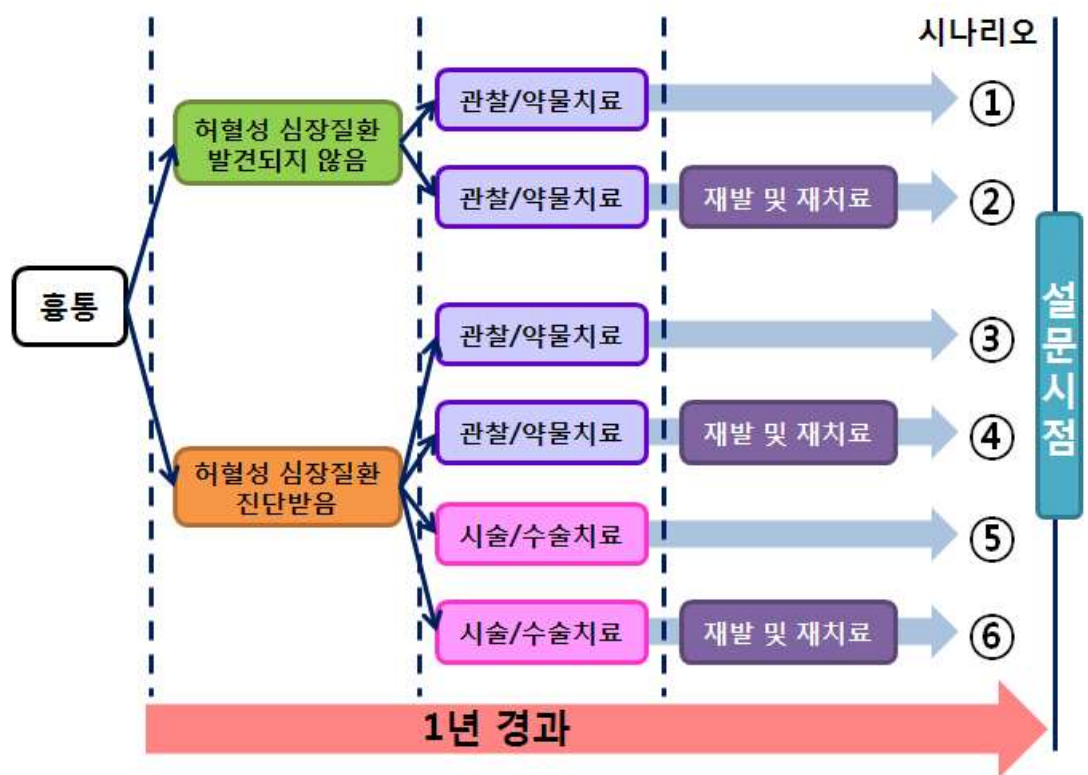 시나리오
흉통
허혈성 심장질환
발견되지 않음
관찰/약물치료
①
관찰/약물치료
재발 및 재치료
②
허혈성 심장질환
진단받음
관찰/약물치료
③
관찰/약물치료
재발 및 재치료
④
시술/수술치료
⑤
시술/수술치료
재발 및 재치료
⑥
설문시점
1년 경과